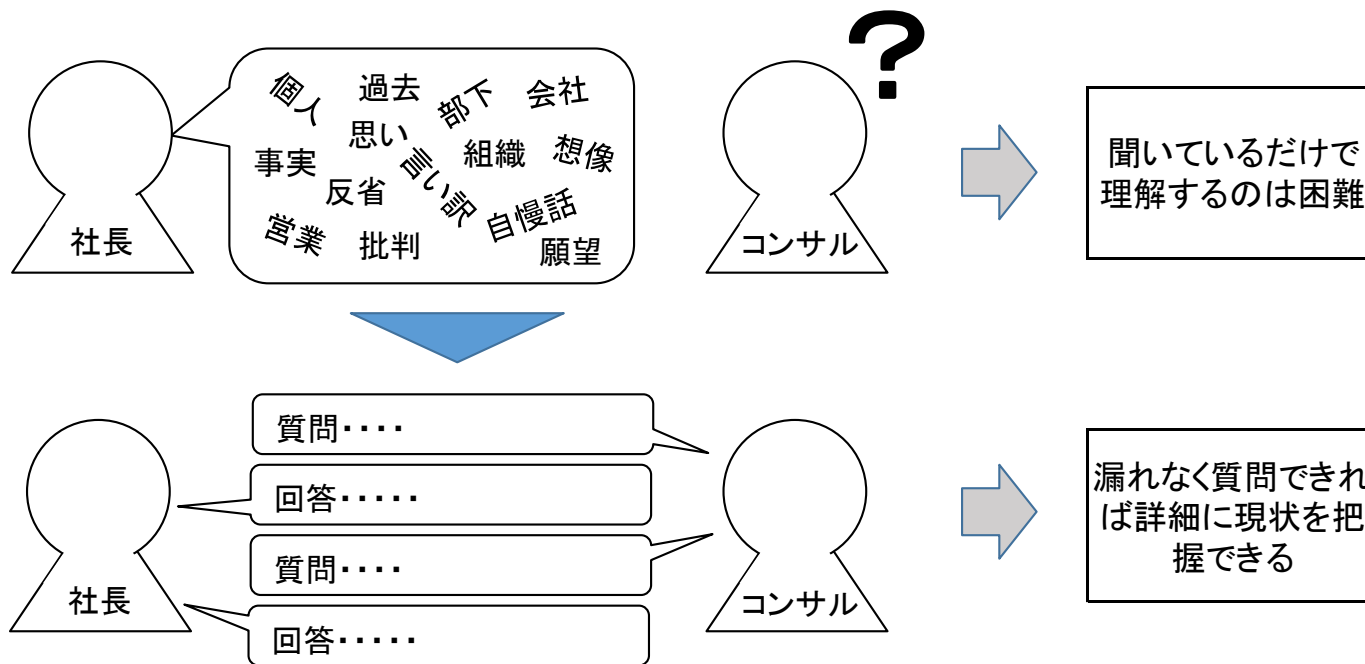 個人
過去
部下
会社
思い
事実
言い訳
組織
想像
反省
営業
批判
自慢話
願望
社長
?
コンサル
聞いているだけで
理解するのは困難
質問・・・・
回答・・・・・
質問・・・・
回答・・・・・
社長
コンサル
漏れなく質問できれ
ば詳細に現状を把
握できる